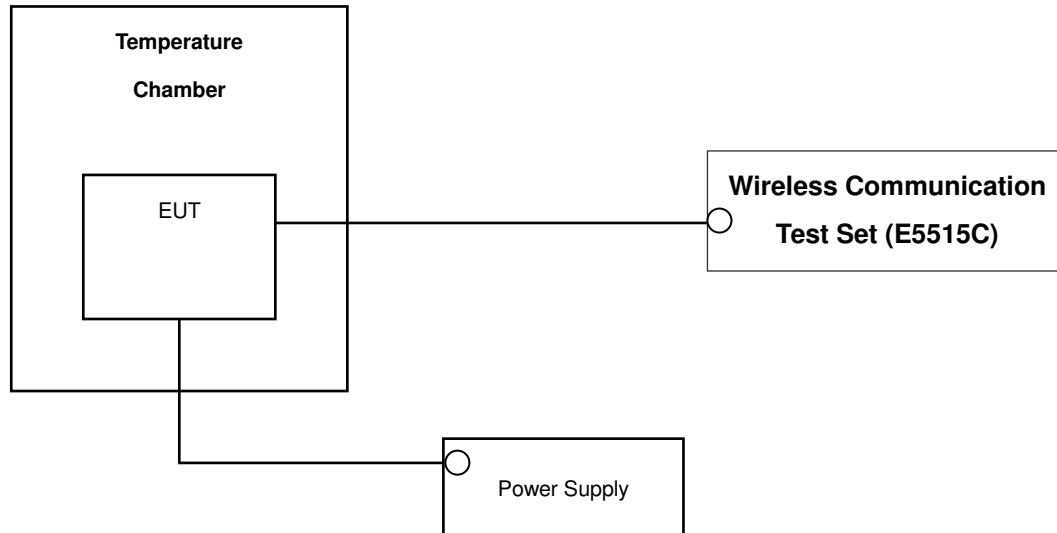 Temperature
Chamber
EUT
Wireless Communication
Test Set (E5515C)
Power Supply